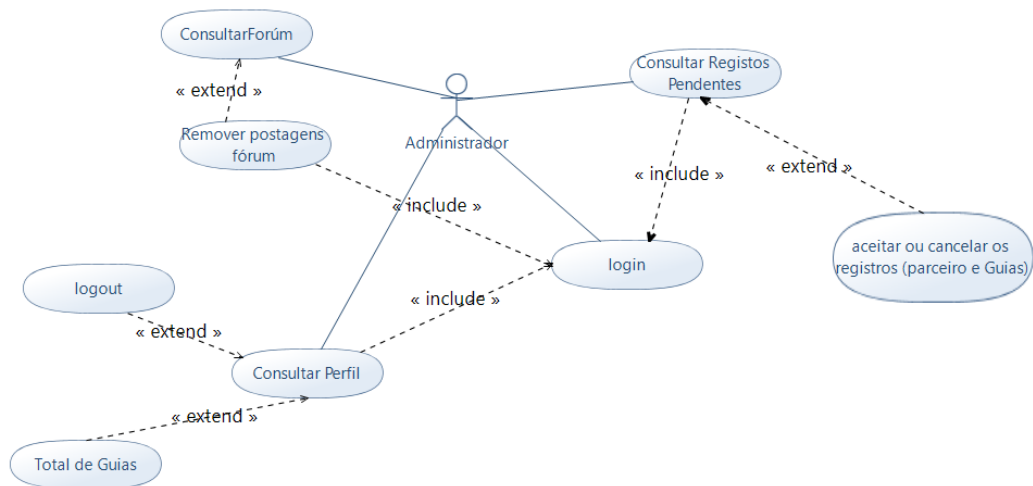 ConsultarForúm
Consultar Registos
Pendentes
« extend »
Remover postagens
fórum
Administrador
« include »
« extend »
« include »
aceitar ou cancelar os
registros (parceiro e Guias)
login
logout
« include »
« extend »
Consultar Perfil
« extend »
Total de Guias